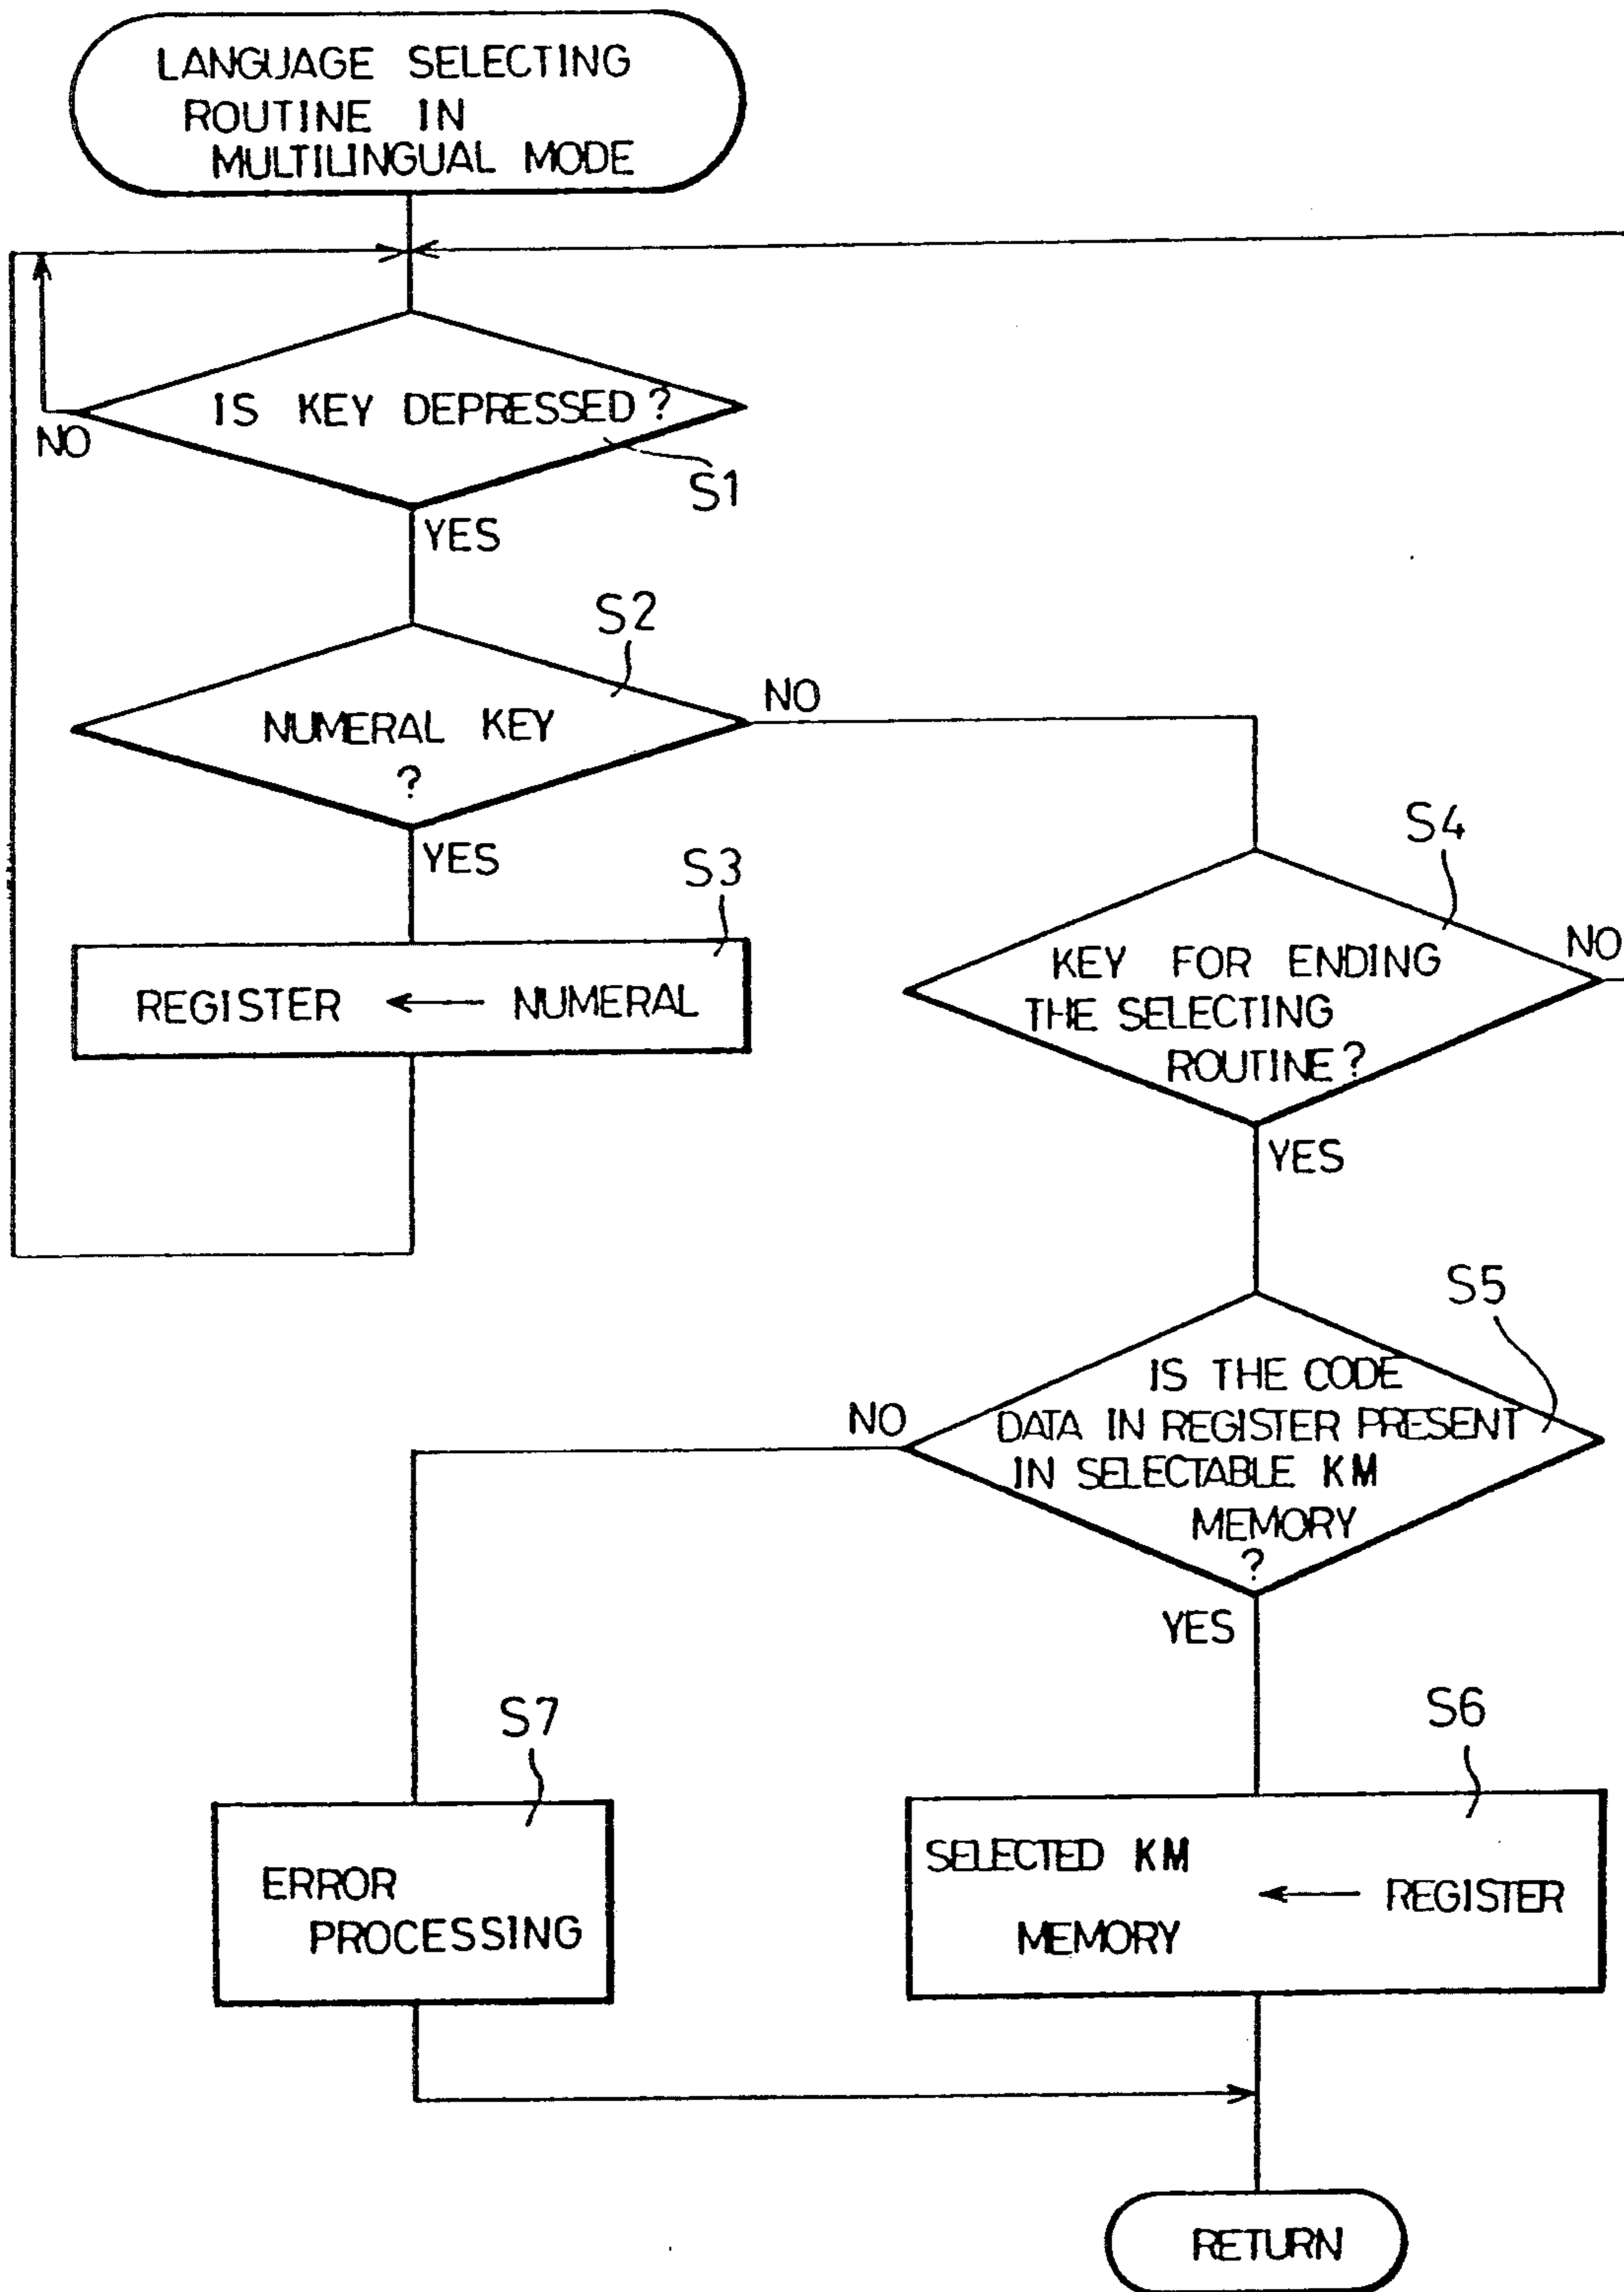 LANGUAGE SELECTING
ROUTINE IN
MULTILINGUAL MODE
IS KEY DEPRESSED?
NO
S1
YES
S2
NUMERAL KEY
?
NO
YES
S3
REGISTER ← NUMERAL
S4
KEY FOR ENDING
THE SELECTING
ROUTINE?
NO
YES
S5
IS THE CODE
DATA IN REGISTER PRESENT
IN SELECTABLE KM
MEMORY
?
NO
YES
S7
ERROR
PROCESSING
S6
SELECTED KM
MEMORY
← REGISTER
RETURN